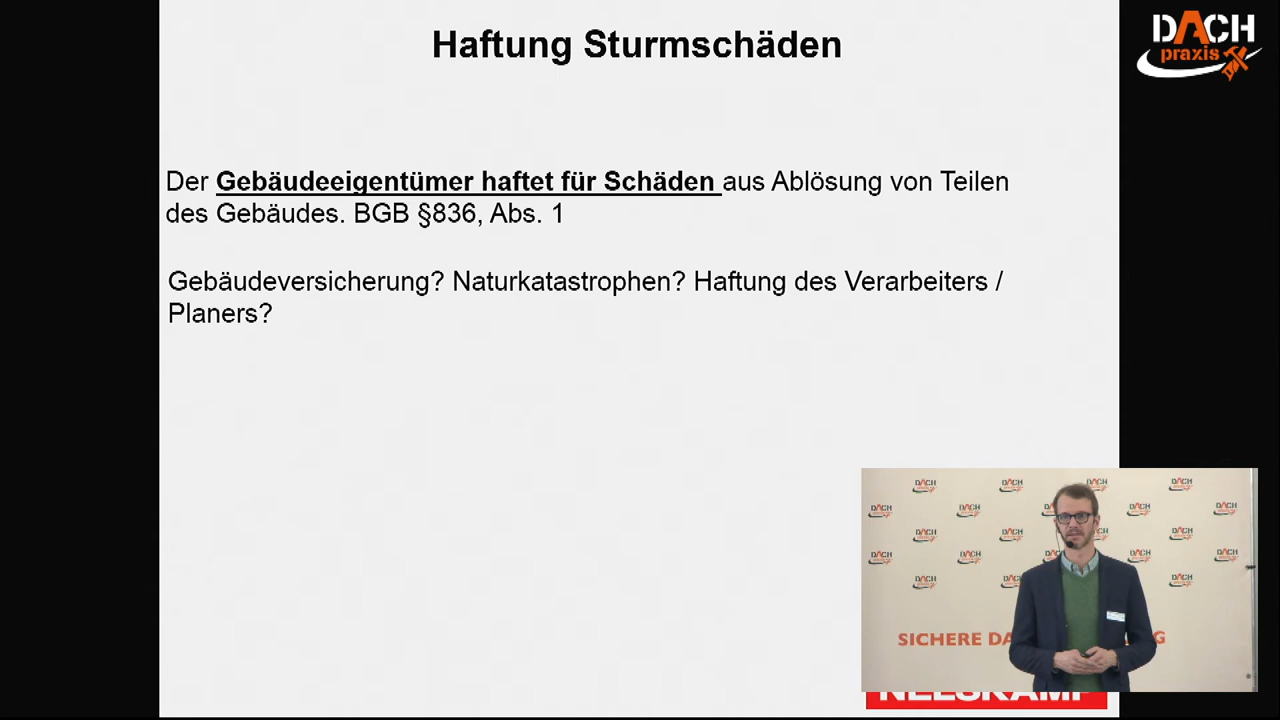 Haftung Sturmschäden
DACH
praxis
Der Gebäudeeigentümer haftet für Schäden aus Ablösung von Teilen
des Gebäudes. BGB §836, Abs. 1
Gebäudeversicherung? Naturkatastrophen? Haftung des Verarbeiters /
Planers?
SICHERE DA
G